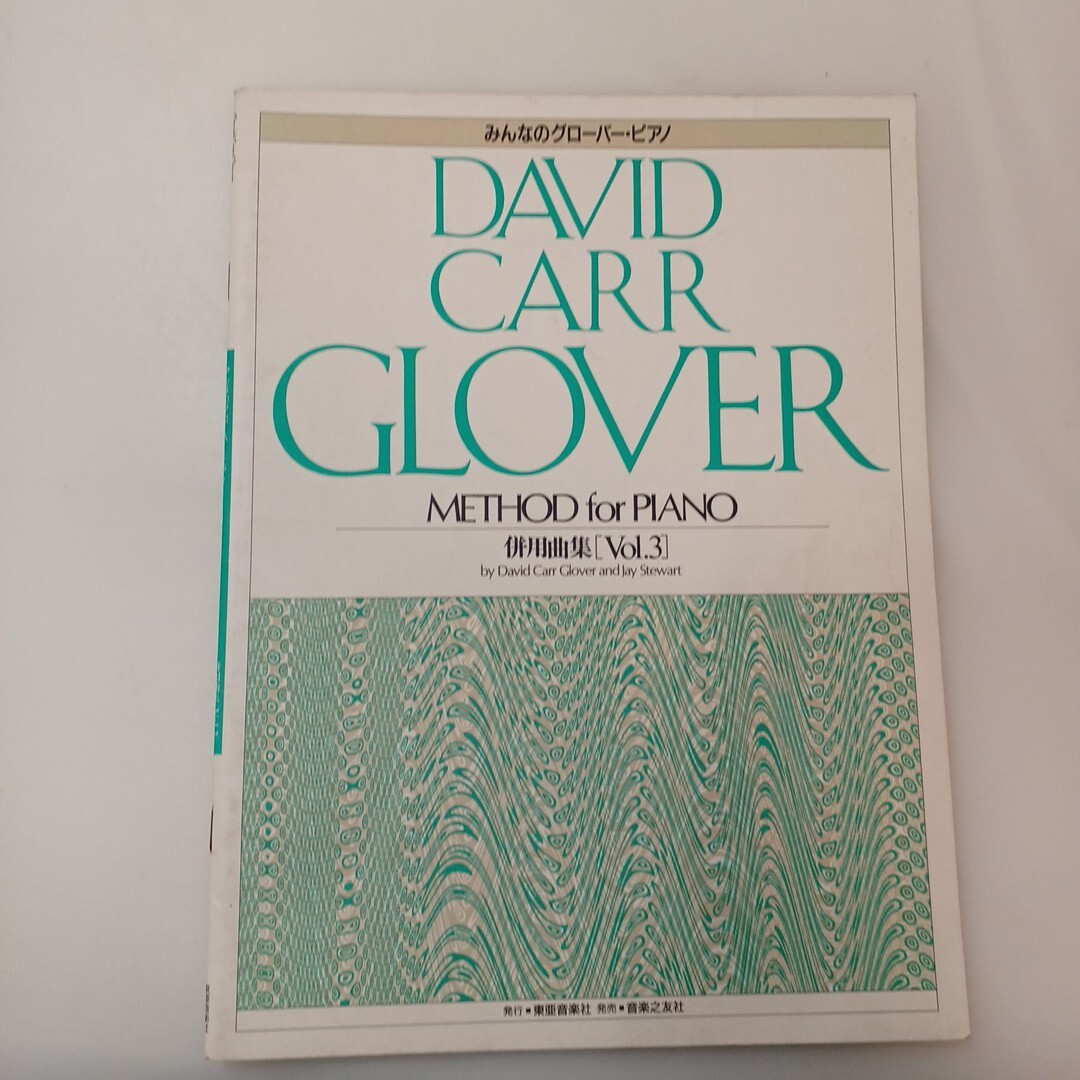 みんなのグローバー・ピアノ
DAVID
CARR
GLOVER
METHOD for PIANO
併用曲集[Vol.3]
by David Carr Glover and Jay Stewart
発行■東亜音楽社 発売■音楽之友社